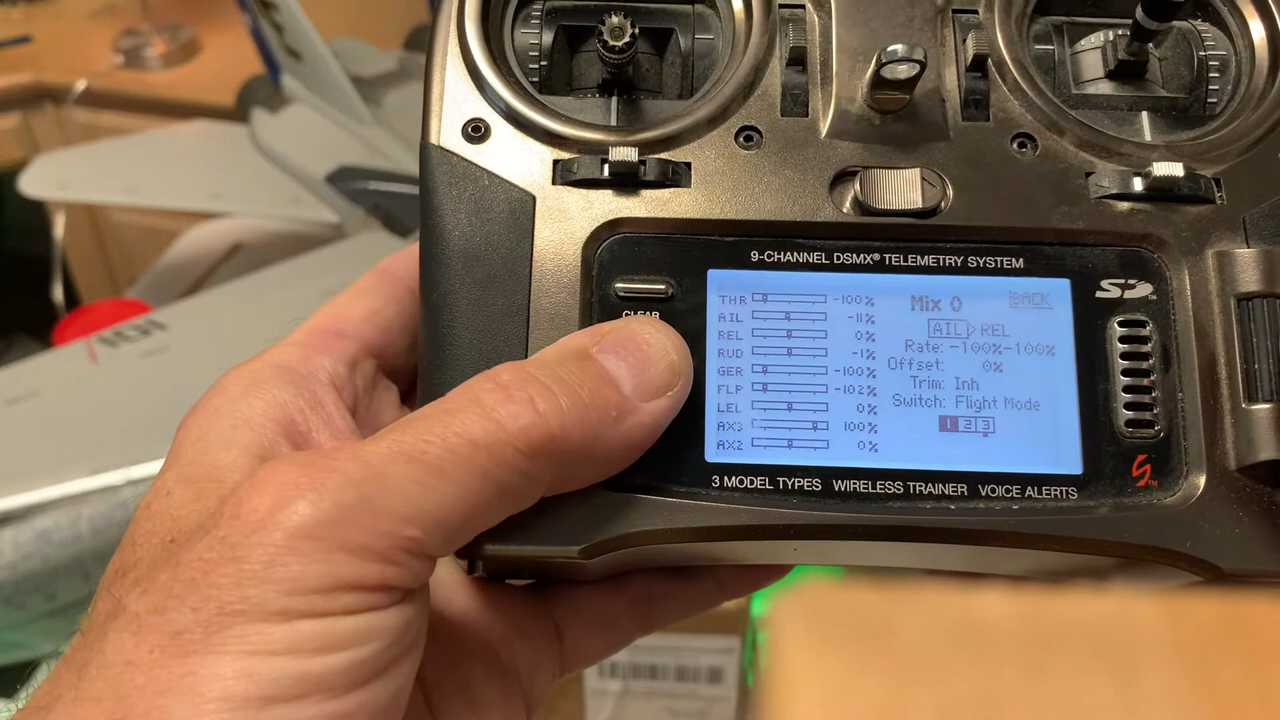 9-CHANNEL DSMX® TELEMETRY SYSTEM
CLEAR
THR -100%
AIL -11%
REL 0%
RUD -1%
GER -100%
FLP -102%
LEL 0%
AX3 100%
AX2 0%
Mix 0 BACK
AIL > REL
Rate: -100%-100%
Offset: 0%
Trim: Inh
Switch: Flight Mode
1 2 3
SD™
3 MODEL TYPES WIRELESS TRAINER VOICE ALERTS
101